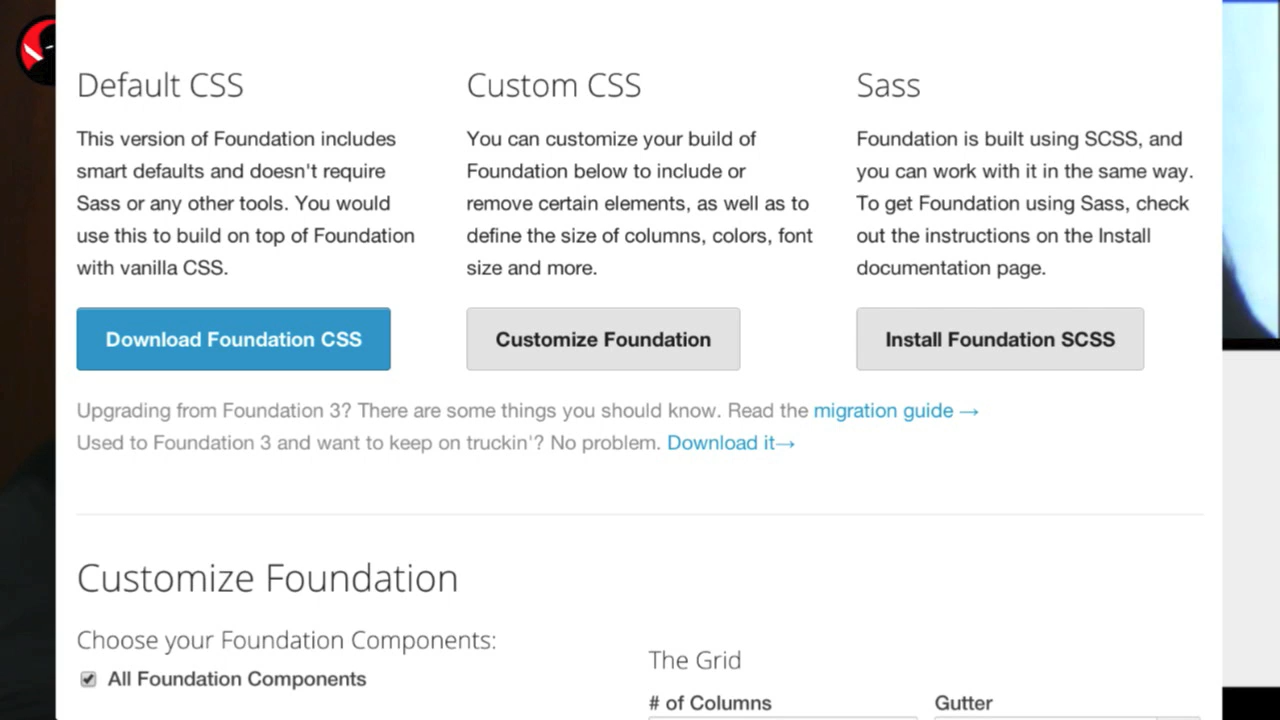 Default CSS
This version of Foundation includes
smart defaults and doesn't require
Sass or any other tools. You would
use this to build on top of Foundation
with vanilla CSS.
Download Foundation CSS
Custom CSS
You can customize your build of
Foundation below to include or
remove certain elements, as well as to
define the size of columns, colors, font
size and more.
Customize Foundation
Sass
Foundation is built using SCSS, and
you can work with it in the same way.
To get Foundation using Sass, check
out the instructions on the Install
documentation page.
Install Foundation SCSS
Upgrading from Foundation 3? There are some things you should know. Read the migration guide →
Used to Foundation 3 and want to keep on truckin'? No problem. Download it→
Customize Foundation
Choose your Foundation Components:
All Foundation Components
The Grid
# of Columns
Gutter